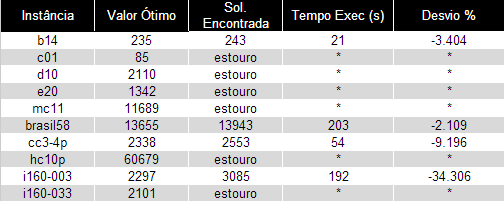 Instância Valor Ótimo Sol. Encontrada Tempo Exec (s) Desvio %
b14 235 243 21 -3.404
c01 85 estouro * *
d10 2110 estouro * *
e20 1342 estouro * *
mc11 11689 estouro * *
brasil58 13655 13943 203 -2.109
cc3-4p 2338 2553 54 -9.196
hc10p 60679 estouro * *
i160-003 2297 3085 192 -34.306
i160-033 2101 estouro * *